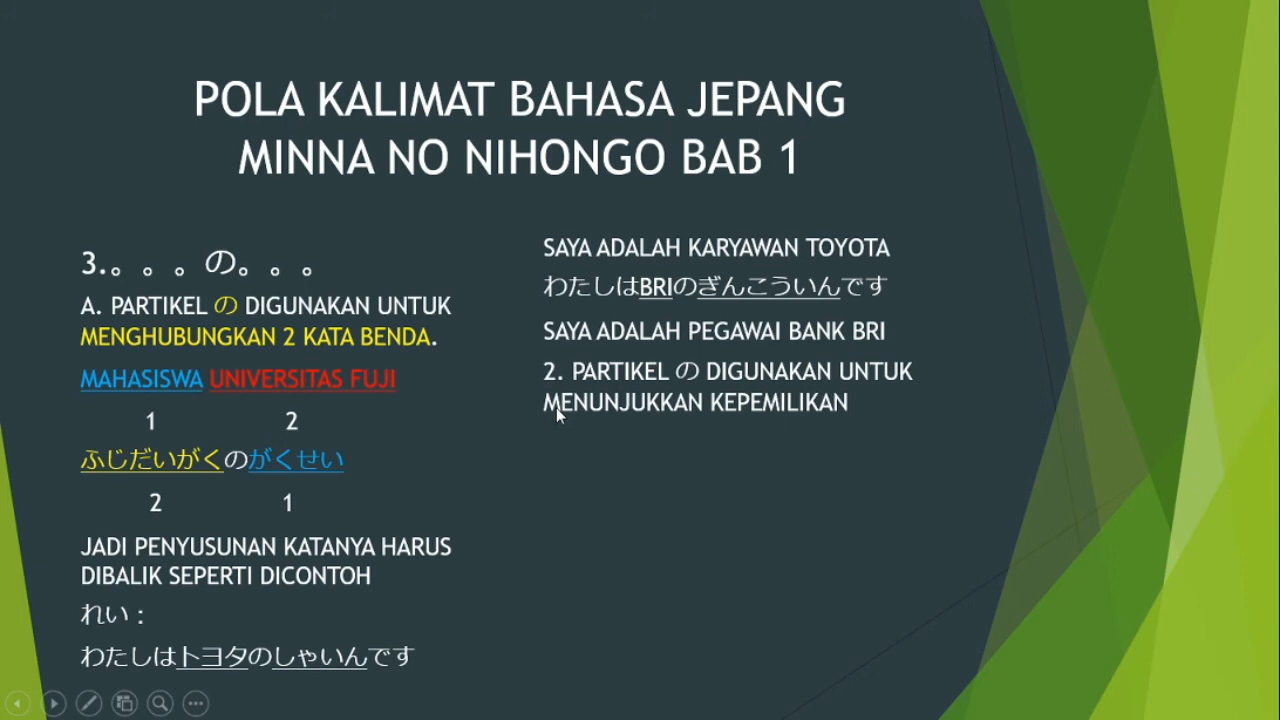 POLA KALIMAT BAHASA JEPANG
MINNA NO NIHONGO BAB 1
3.。。。の。。。
A. PARTIKEL の DIGUNAKAN UNTUK
MENGHUBUNGKAN 2 KATA BENDA.
MAHASISWA UNIVERSITAS FUJI
1 2
ふじだいがくのがくせい
2 1
JADI PENYUSUNAN KATANYA HARUS
DIBALIK SEPERTI DICONTOH
れい：
わたしはトヨタのしゃいんです
SAYA ADALAH KARYAWAN TOYOTA
わたしはBRIのぎんこういんです
SAYA ADALAH PEGAWAI BANK BRI
2. PARTIKEL の DIGUNAKAN UNTUK
MENUNJUKKAN KEPEMILIKAN